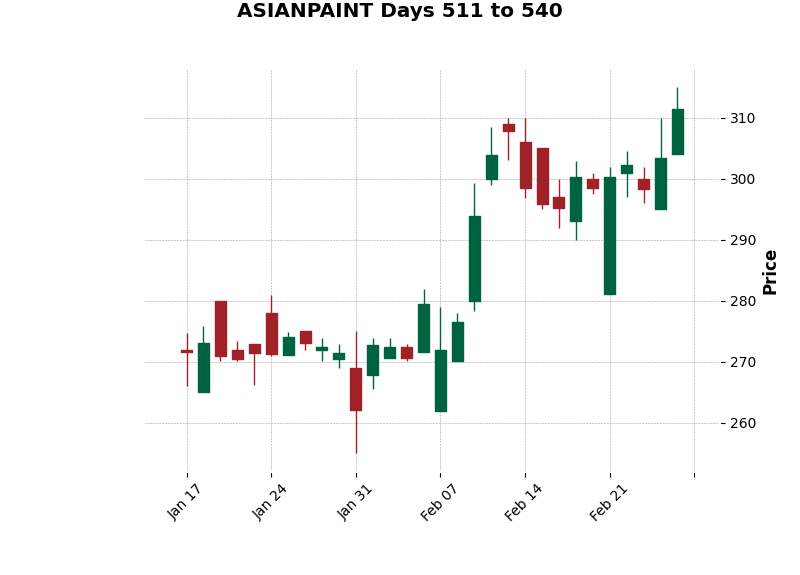 ASIANPAINT Days 511 to 540
310
300
290
280
270
260
Price
Jan 17
Jan 24
Jan 31
Feb 07
Feb 14
Feb 21